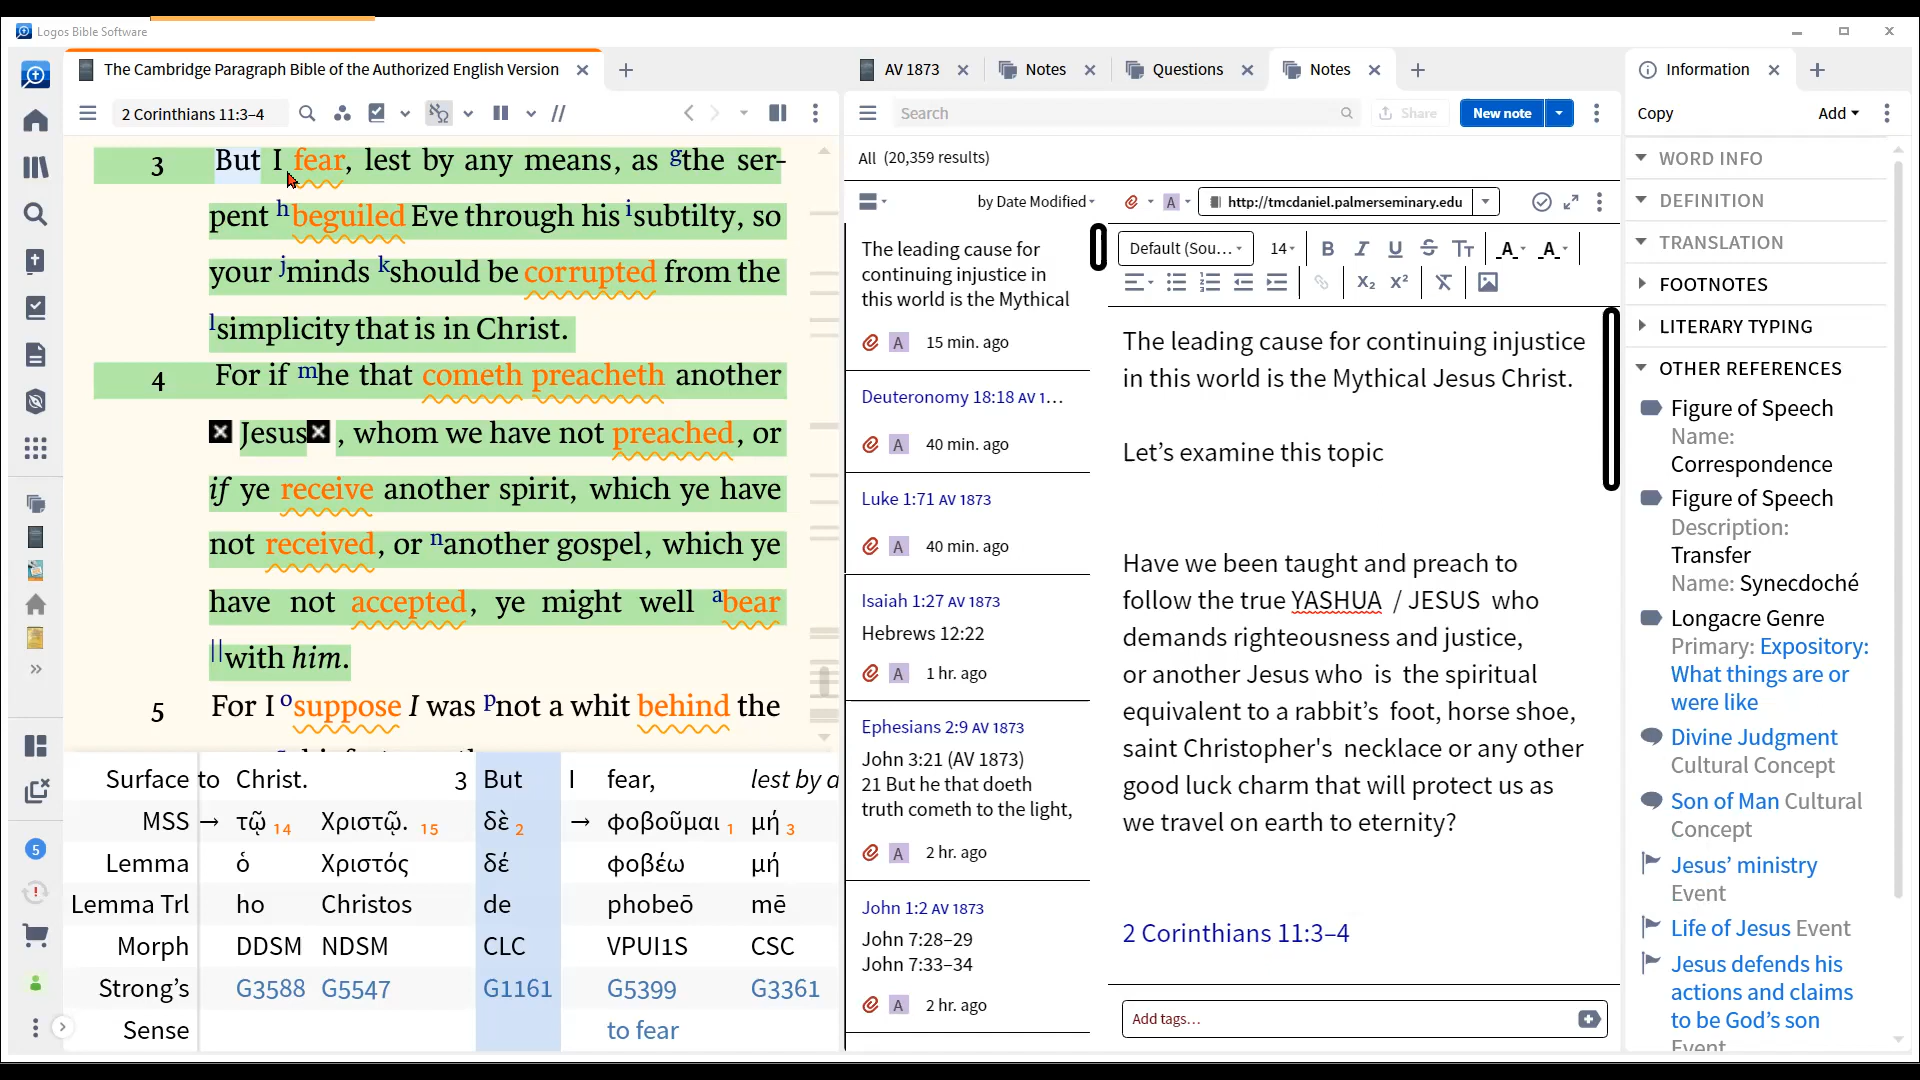 Logos Bible Software
The Cambridge Paragraph Bible of the Authorized English Version
2 Corinthians 11:3–4
3 But I fear, lest by any means, as gthe ser-
pent hbeguiled Eve through his isubtilty, so
your jminds kshould be corrupted from the
lsimplicity that is in Christ.
4 For if mhe that cometh preacheth another
Jesus, whom we have not preached, or
if ye receive another spirit, which ye have
not received, or nanother gospel, which ye
have not accepted, ye might well abear
||with him.
5 For I osuppose I was pnot a whit behind the
Surface to Christ. 3 But I fear, lest by a
MSS → τῷ 14 Χριστῷ. 15 δὲ 2 → φοβοῦμαι 1 μή 3
Lemma ὁ Χριστός δέ φοβέω μή
Lemma Trl ho Christos de phobeō mē
Morph DDSM NDSM CLC VPUI1S CSC
Strong's G3588 G5547 G1161 G5399 G3361
Sense to fear
5
AV 1873
Notes
Questions
Notes
Search
Share
New note
All (20,359 results)
by Date Modified
The leading cause for
continuing injustice in
this world is the Mythical
A 15 min. ago
Deuteronomy 18:18 AV 1…
A 40 min. ago
Luke 1:71 AV 1873
A 40 min. ago
Isaiah 1:27 AV 1873
Hebrews 12:22
A 1 hr. ago
Ephesians 2:9 AV 1873
John 3:21 (AV 1873)
21 But he that doeth
truth cometh to the light,
A 2 hr. ago
John 1:2 AV 1873
John 7:28–29
John 7:33–34
A 2 hr. ago
A http://tmcdaniel.palmerseminary.edu
Default (Sou... 14 B I U S TT A A
X₂ X²
The leading cause for continuing injustice
in this world is the Mythical Jesus Christ.
Let's examine this topic
Have we been taught and preach to
follow the true YASHUA / JESUS who
demands righteousness and justice,
or another Jesus who is the spiritual
equivalent to a rabbit's foot, horse shoe,
saint Christopher's necklace or any other
good luck charm that will protect us as
we travel on earth to eternity?
2 Corinthians 11:3–4
Add tags…
Information
Copy
Add
WORD INFO
DEFINITION
TRANSLATION
FOOTNOTES
LITERARY TYPING
OTHER REFERENCES
Figure of Speech
Name:
Correspondence
Figure of Speech
Description:
Transfer
Name: Synecdoché
Longacre Genre
Primary: Expository:
What things are or
were like
Divine Judgment
Cultural Concept
Son of Man Cultural
Concept
Jesus' ministry
Event
Life of Jesus Event
Jesus defends his
actions and claims
to be God's son
Event